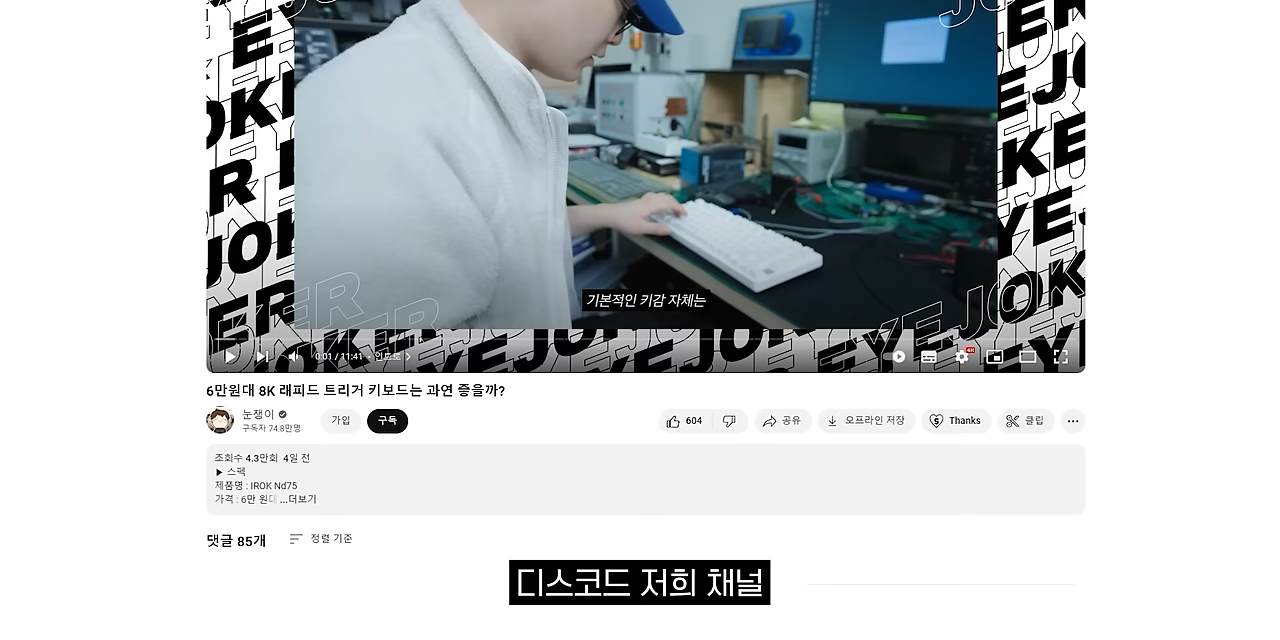 기본적인 키감 자체는
0:01 / 11:41 • 인트로
6만원대 8K 래피드 트리거 키보드는 과연 좋을까?
눈쟁이
구독자 74.8만명
가입
구독
604
공유
오프라인 저장
Thanks
클립
조회수 4.3만회 4일 전
▶ 스펙
제품명 : IROK Nd75
가격 : 6만 원대 ...더보기
댓글 85개
정렬 기준
디스코드 저희 채널